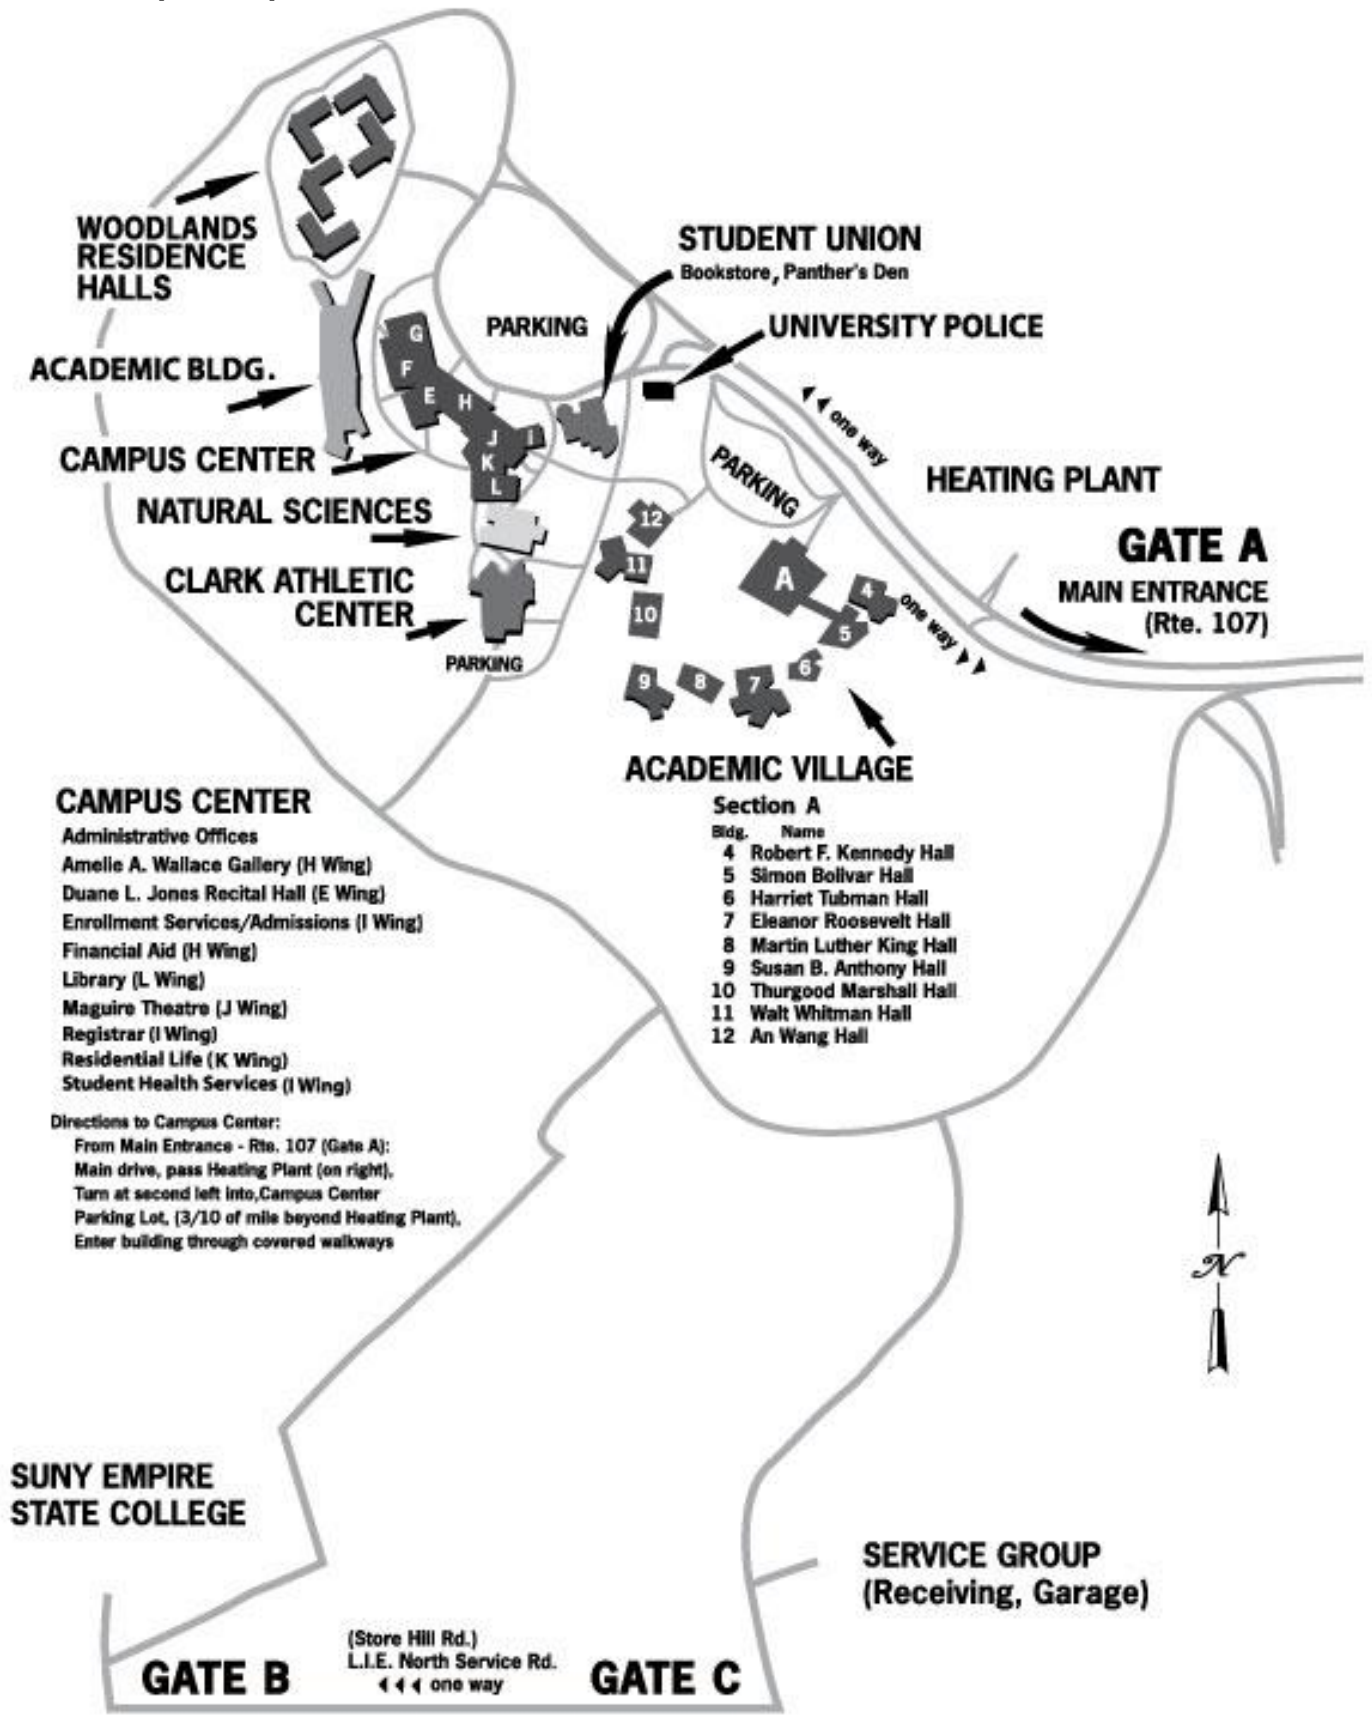 WOODLANDS
RESIDENCE
HALLS
STUDENT UNION
Bookstore, Panther's Den
PARKING
UNIVERSITY POLICE
G
F
E
H
J
I
K
L
ACADEMIC BLDG.
one way
CAMPUS CENTER
PARKING
HEATING PLANT
NATURAL SCIENCES
12
GATE A
MAIN ENTRANCE
(Rte. 107)
CLARK ATHLETIC
CENTER
11
A
4
10
5
one way
PARKING
9
8
7
6
ACADEMIC VILLAGE
Section A
Bldg. Name
4 Robert F. Kennedy Hall
5 Simon Bolivar Hall
6 Harriet Tubman Hall
7 Eleanor Roosevelt Hall
8 Martin Luther King Hall
9 Susan B. Anthony Hall
10 Thurgood Marshall Hall
11 Walt Whitman Hall
12 An Wang Hall
CAMPUS CENTER
Administrative Offices
Amelie A. Wallace Gallery (H Wing)
Duane L. Jones Recital Hall (E Wing)
Enrollment Services/Admissions (I Wing)
Financial Aid (H Wing)
Library (L Wing)
Maguire Theatre (J Wing)
Registrar (I Wing)
Residential Life (K Wing)
Student Health Services (I Wing)
Directions to Campus Center:
From Main Entrance - Rte. 107 (Gate A):
Main drive, pass Heating Plant (on right),
Turn at second left into,Campus Center
Parking Lot, (3/10 of mile beyond Heating Plant),
Enter building through covered walkways
N
SUNY EMPIRE
STATE COLLEGE
SERVICE GROUP
(Receiving, Garage)
GATE B
(Store Hill Rd.)
L.I.E. North Service Rd.
one way
GATE C